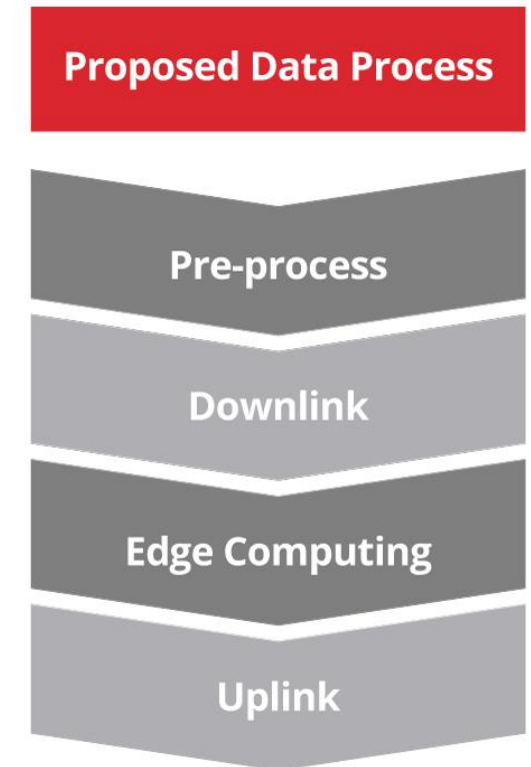 Proposed Data Process
Pre-process
Downlink
Edge Computing
Uplink